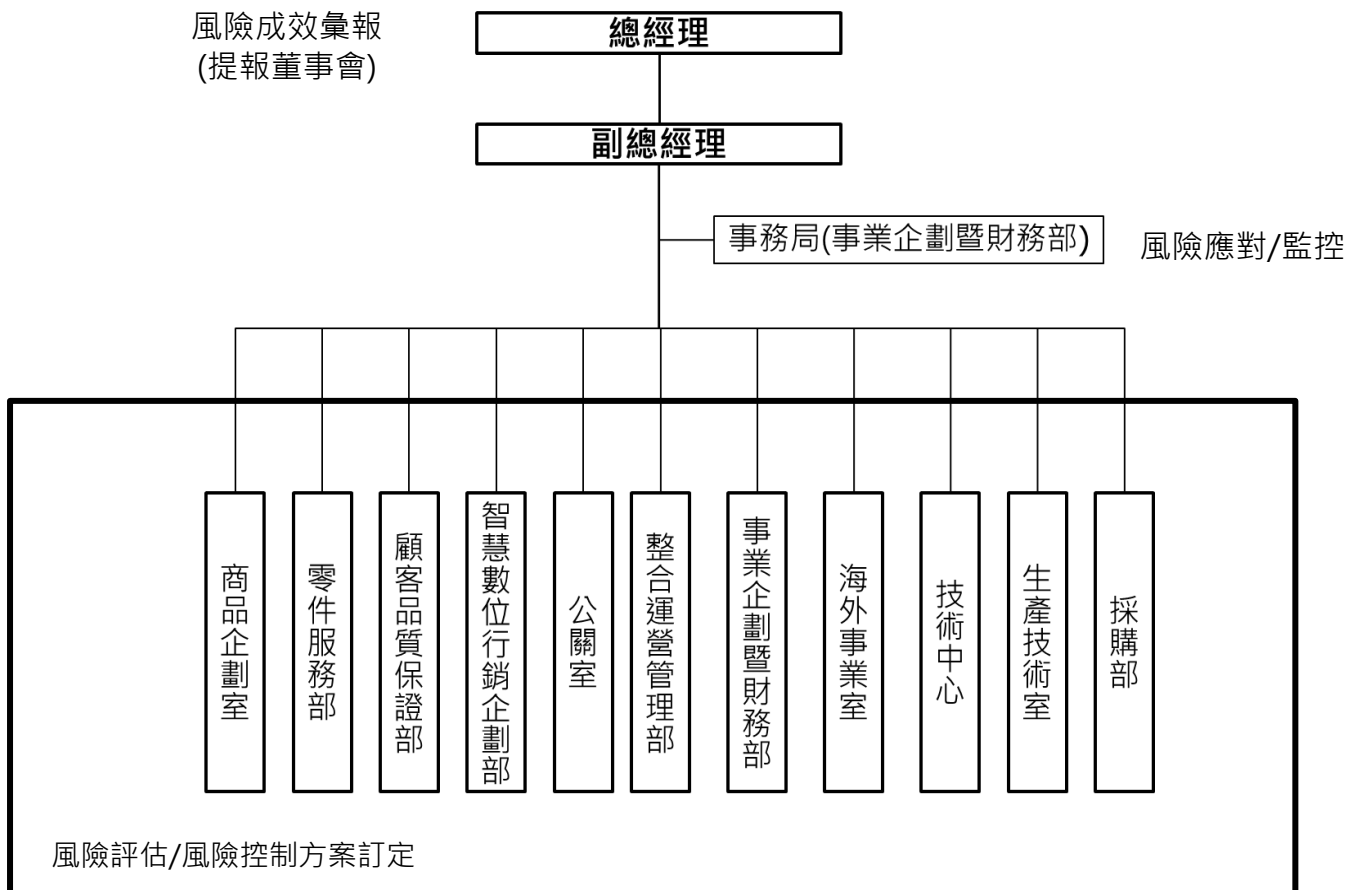 風險成效彙報
(提報董事會)
總經理
副總經理
事務局(事業企劃暨財務部)
風險應對/監控
商品企劃室
零件服務部
顧客品質保證部
智慧數位行銷企劃部
公關室
整合運營管理部
事業企劃暨財務部
海外事業室
技術中心
生產技術室
採購部
風險評估/風險控制方案訂定